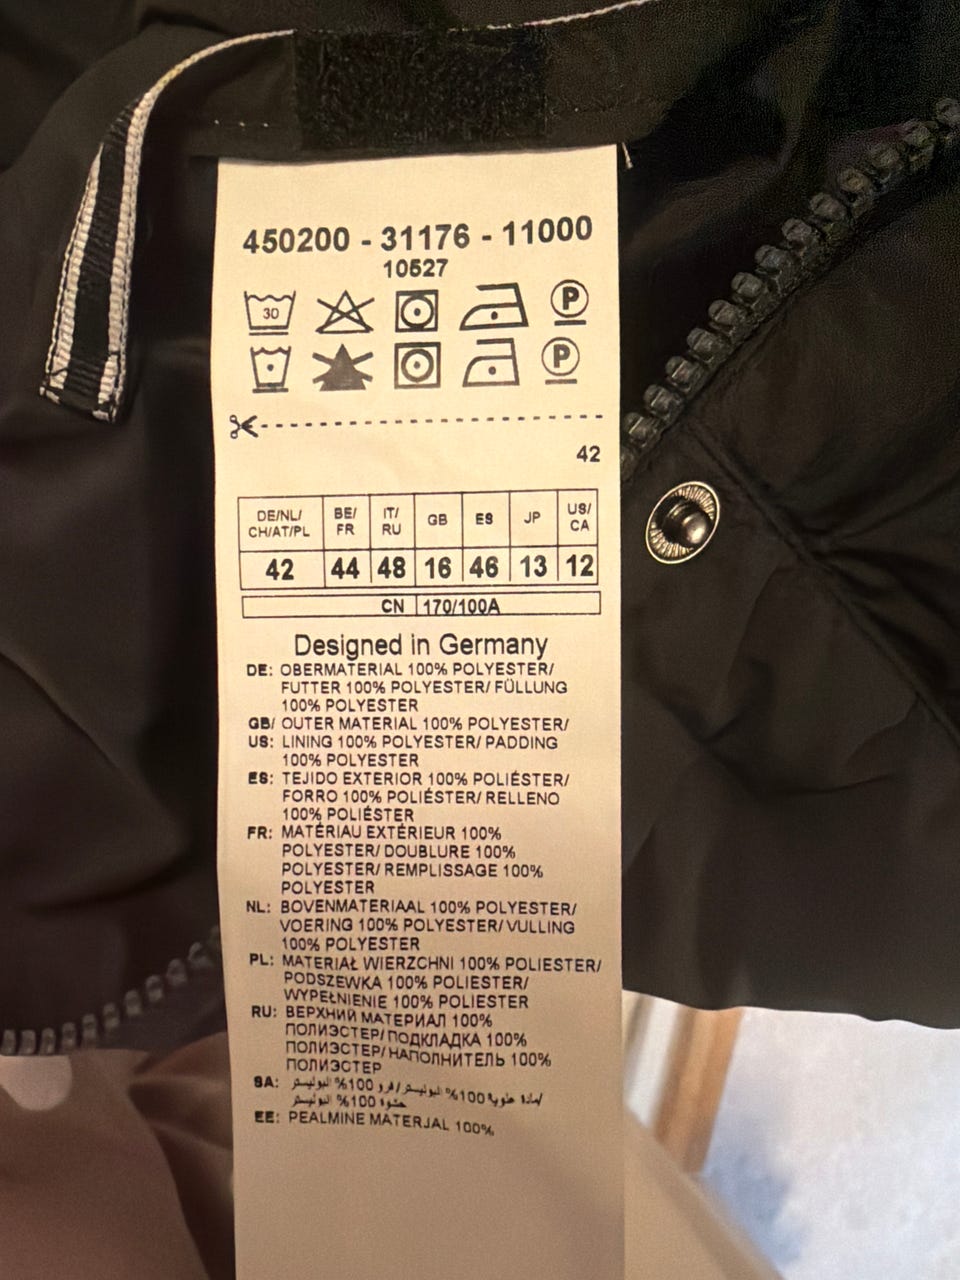 450200 - 31176 - 11000
10527
30 P
P
42
DE/NL/ CH/AT/PL BE/ FR IT/ RU GB ES JP US/ CA
42 44 48 16 46 13 12
CN 170/100A
Designed in Germany
DE: OBERMATERIAL 100% POLYESTER/
FUTTER 100% POLYESTER/ FÜLLUNG
100% POLYESTER
GB/ OUTER MATERIAL 100% POLYESTER/
US: LINING 100% POLYESTER/ PADDING
100% POLYESTER
ES: TEJIDO EXTERIOR 100% POLIÉSTER/
FORRO 100% POLIÉSTER/ RELLENO
100% POLIÉSTER
FR: MATÉRIAU EXTÉRIEUR 100%
POLYESTER/ DOUBLURE 100%
POLYESTER/ REMPLISSAGE 100%
POLYESTER
NL: BOVENMATERIAAL 100% POLYESTER/
VOERING 100% POLYESTER/ VULLING
100% POLYESTER
PL: MATERIAŁ WIERZCHNI 100% POLIESTER/
PODSZEWKA 100% POLIESTER/
WYPEŁNIENIE 100% POLIESTER
RU: ВЕРХНИЙ МАТЕРИАЛ 100%
ПОЛИЭСТЕР/ ПОДКЛАДКА 100%
ПОЛИЭСТЕР/ НАПОЛНИТЕЛЬ 100%
ПОЛИЭСТЕР
SA: 100% 100%
100%
EE: PEALMINE MATERJAL 100%